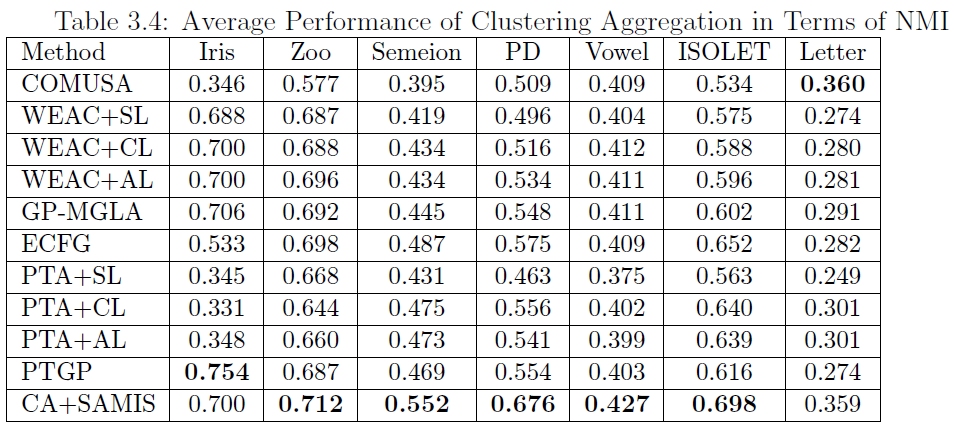 Table 3.4: Average Performance of Clustering Aggregation in Terms of NMI
Method Iris Zoo Semeion PD Vowel ISOLET Letter
COMUSA 0.346 0.577 0.395 0.509 0.409 0.534 0.360
WEAC+SL 0.688 0.687 0.419 0.496 0.404 0.575 0.274
WEAC+CL 0.700 0.688 0.434 0.516 0.412 0.588 0.280
WEAC+AL 0.700 0.696 0.434 0.534 0.411 0.596 0.281
GP-MGLA 0.706 0.692 0.445 0.548 0.411 0.602 0.291
ECFG 0.533 0.698 0.487 0.575 0.409 0.652 0.282
PTA+SL 0.345 0.668 0.431 0.463 0.375 0.563 0.249
PTA+CL 0.331 0.644 0.475 0.556 0.402 0.640 0.301
PTA+AL 0.348 0.660 0.473 0.541 0.399 0.639 0.301
PTGP 0.754 0.687 0.469 0.554 0.403 0.616 0.274
CA+SAMIS 0.700 0.712 0.552 0.676 0.427 0.698 0.359